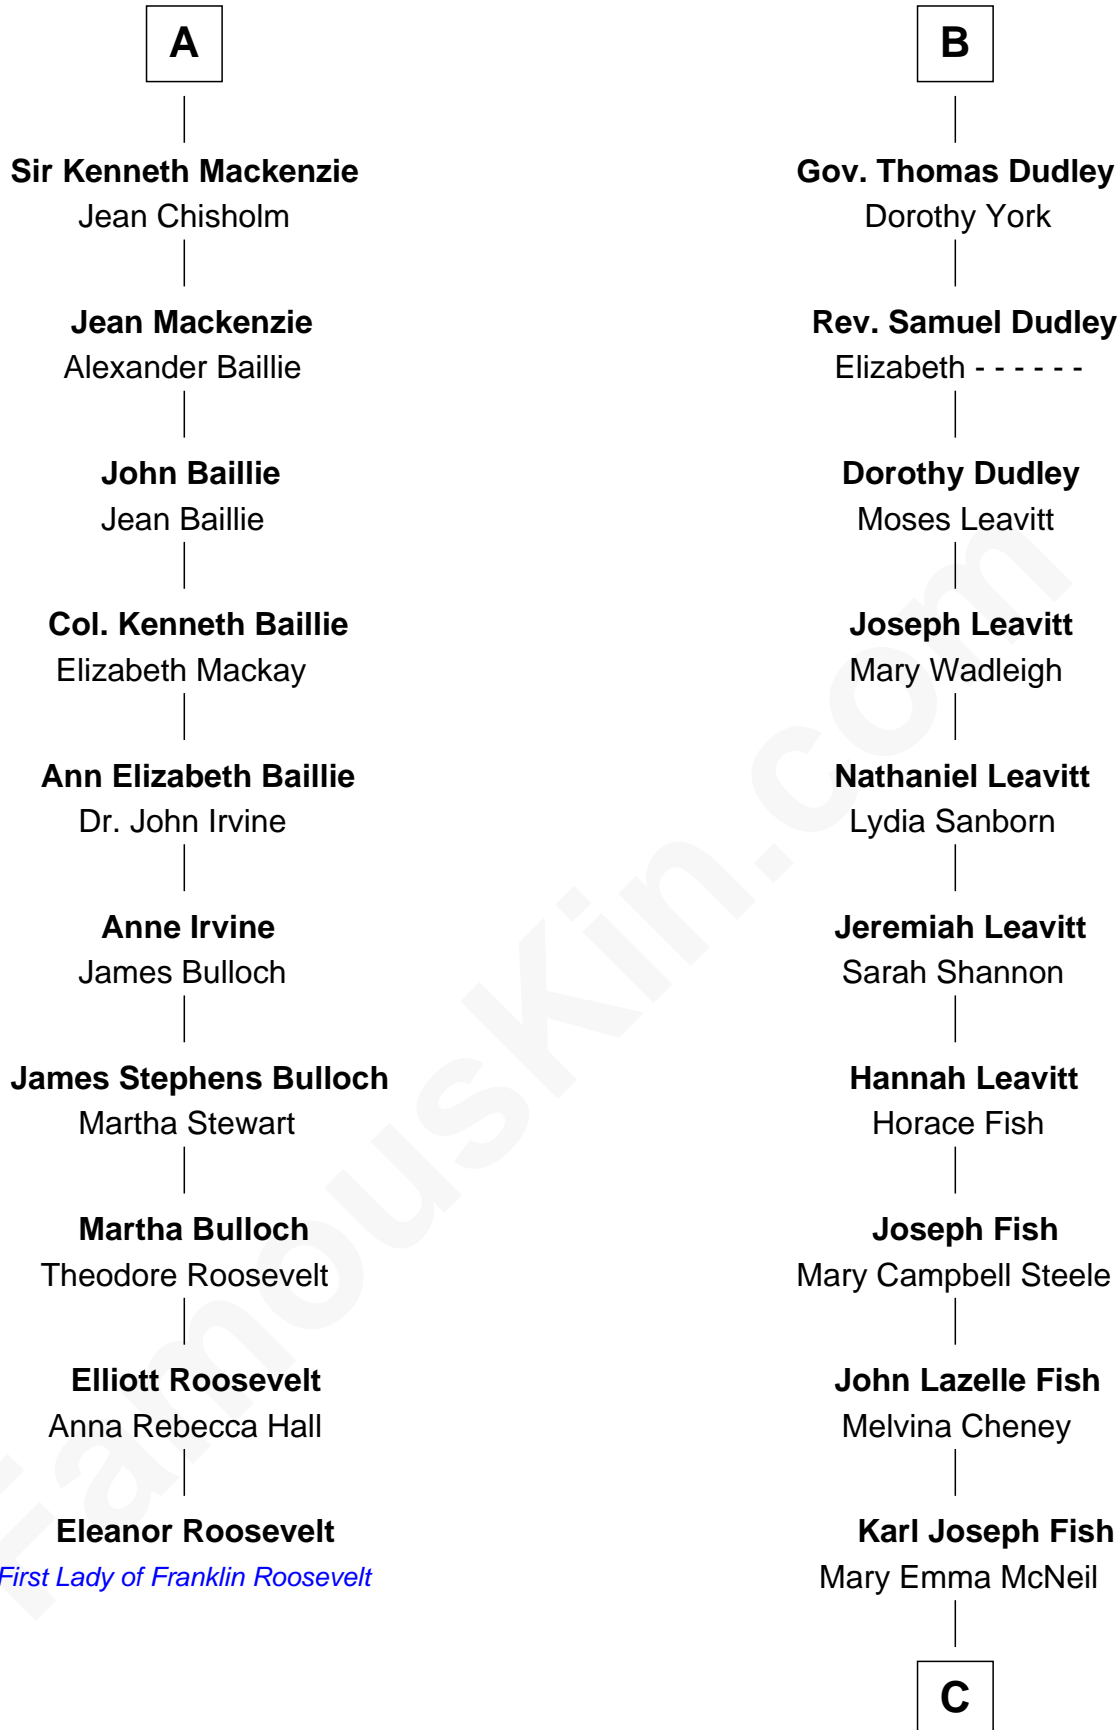 A
Sir Kenneth Mackenzie
Jean Chisholm
Jean Mackenzie
Alexander Baillie
John Baillie
Jean Baillie
Col. Kenneth Baillie
Elizabeth Mackay
Ann Elizabeth Baillie
Dr. John Irvine
Anne Irvine
James Bulloch
James Stephens Bulloch
Martha Stewart
Martha Bulloch
Theodore Roosevelt
Elliott Roosevelt
Anna Rebecca Hall
Eleanor Roosevelt
First Lady of Franklin Roosevelt
B
Gov. Thomas Dudley
Dorothy York
Rev. Samuel Dudley
Elizabeth - - - - - -
Dorothy Dudley
Moses Leavitt
Joseph Leavitt
Mary Wadleigh
Nathaniel Leavitt
Lydia Sanborn
Jeremiah Leavitt
Sarah Shannon
Hannah Leavitt
Horace Fish
Joseph Fish
Mary Campbell Steele
John Lazelle Fish
Melvina Cheney
Karl Joseph Fish
Mary Emma McNeil
C
FamousKin.com